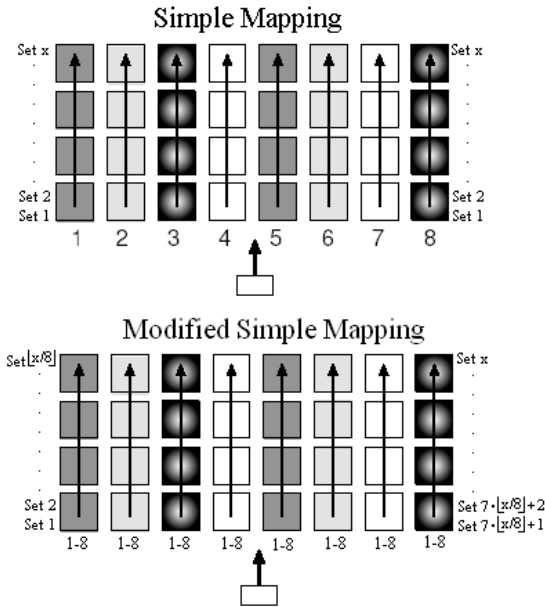 Simple Mapping
Set x Set x
Set 2 Set 2
Set 1 Set 1
1 2 3 4 5 6 7 8
Modified Simple Mapping
Set⌊x/8⌋ Set x
Set 2 Set 7·⌊x/8⌋+2
Set 1 Set 7·⌊x/8⌋+1
1-8 1-8 1-8 1-8 1-8 1-8 1-8 1-8